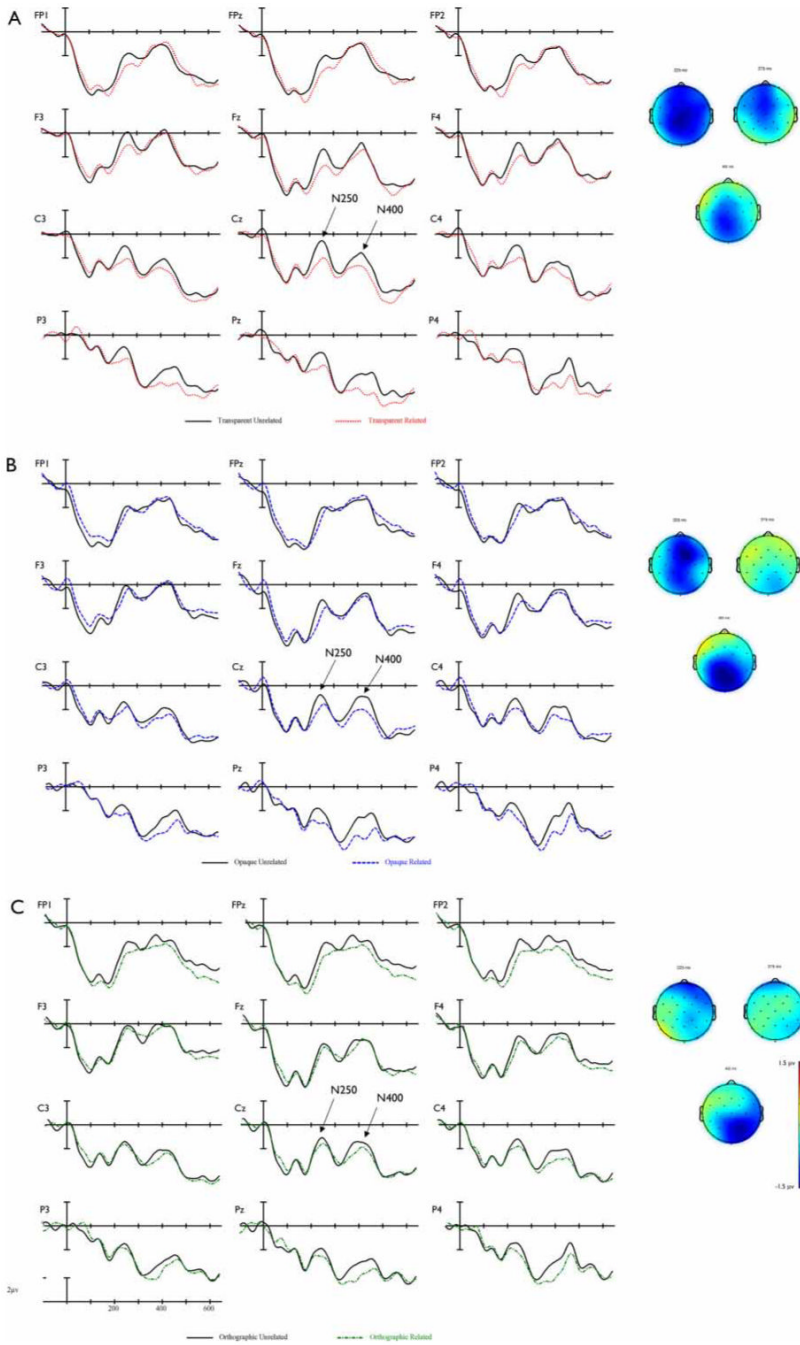 A
FP1 FPz FP2
F3 Fz F4
N250
N400
C3 Cz C4
P3 Pz P4
Transparent Unrelated Transparent Related
B
FP1 FPz FP2
F3 Fz F4
N250
N400
C3 Cz C4
P3 Pz P4
Opaque Unrelated Opaque Related
C
FP1 FPz FP2
F3 Fz F4
1.5 μv
N250
N400
C3 Cz C4
-1.5 μv
P3 Pz P4
2μv
200 400 600
Orthographic Unrelated Orthographic Related